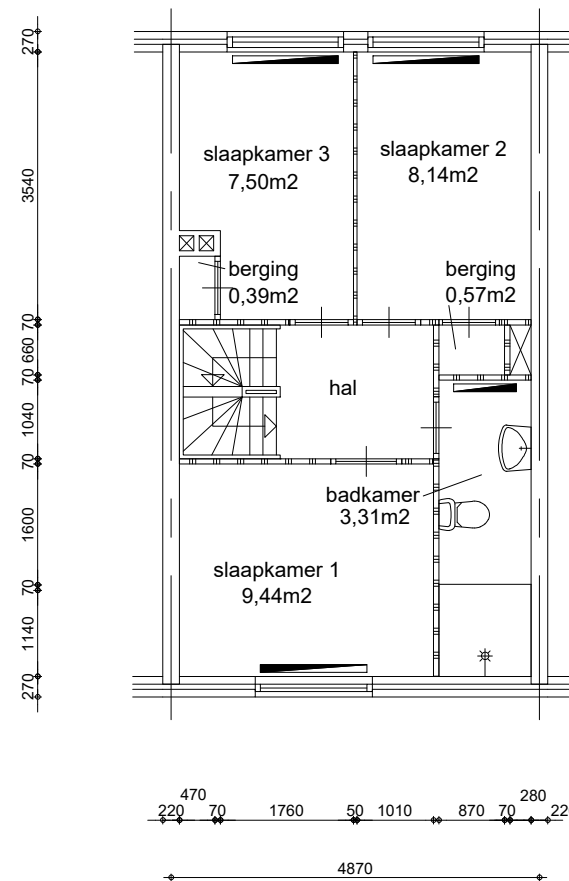 270
3540
70
660
70
1040
70
1600
70
1140
270
slaapkamer 3
7,50m2
slaapkamer 2
8,14m2
berging
0,39m2
berging
0,57m2
hal
badkamer
3,31m2
slaapkamer 1
9,44m2
470
280
220
70
1760
50
1010
870
70
4870